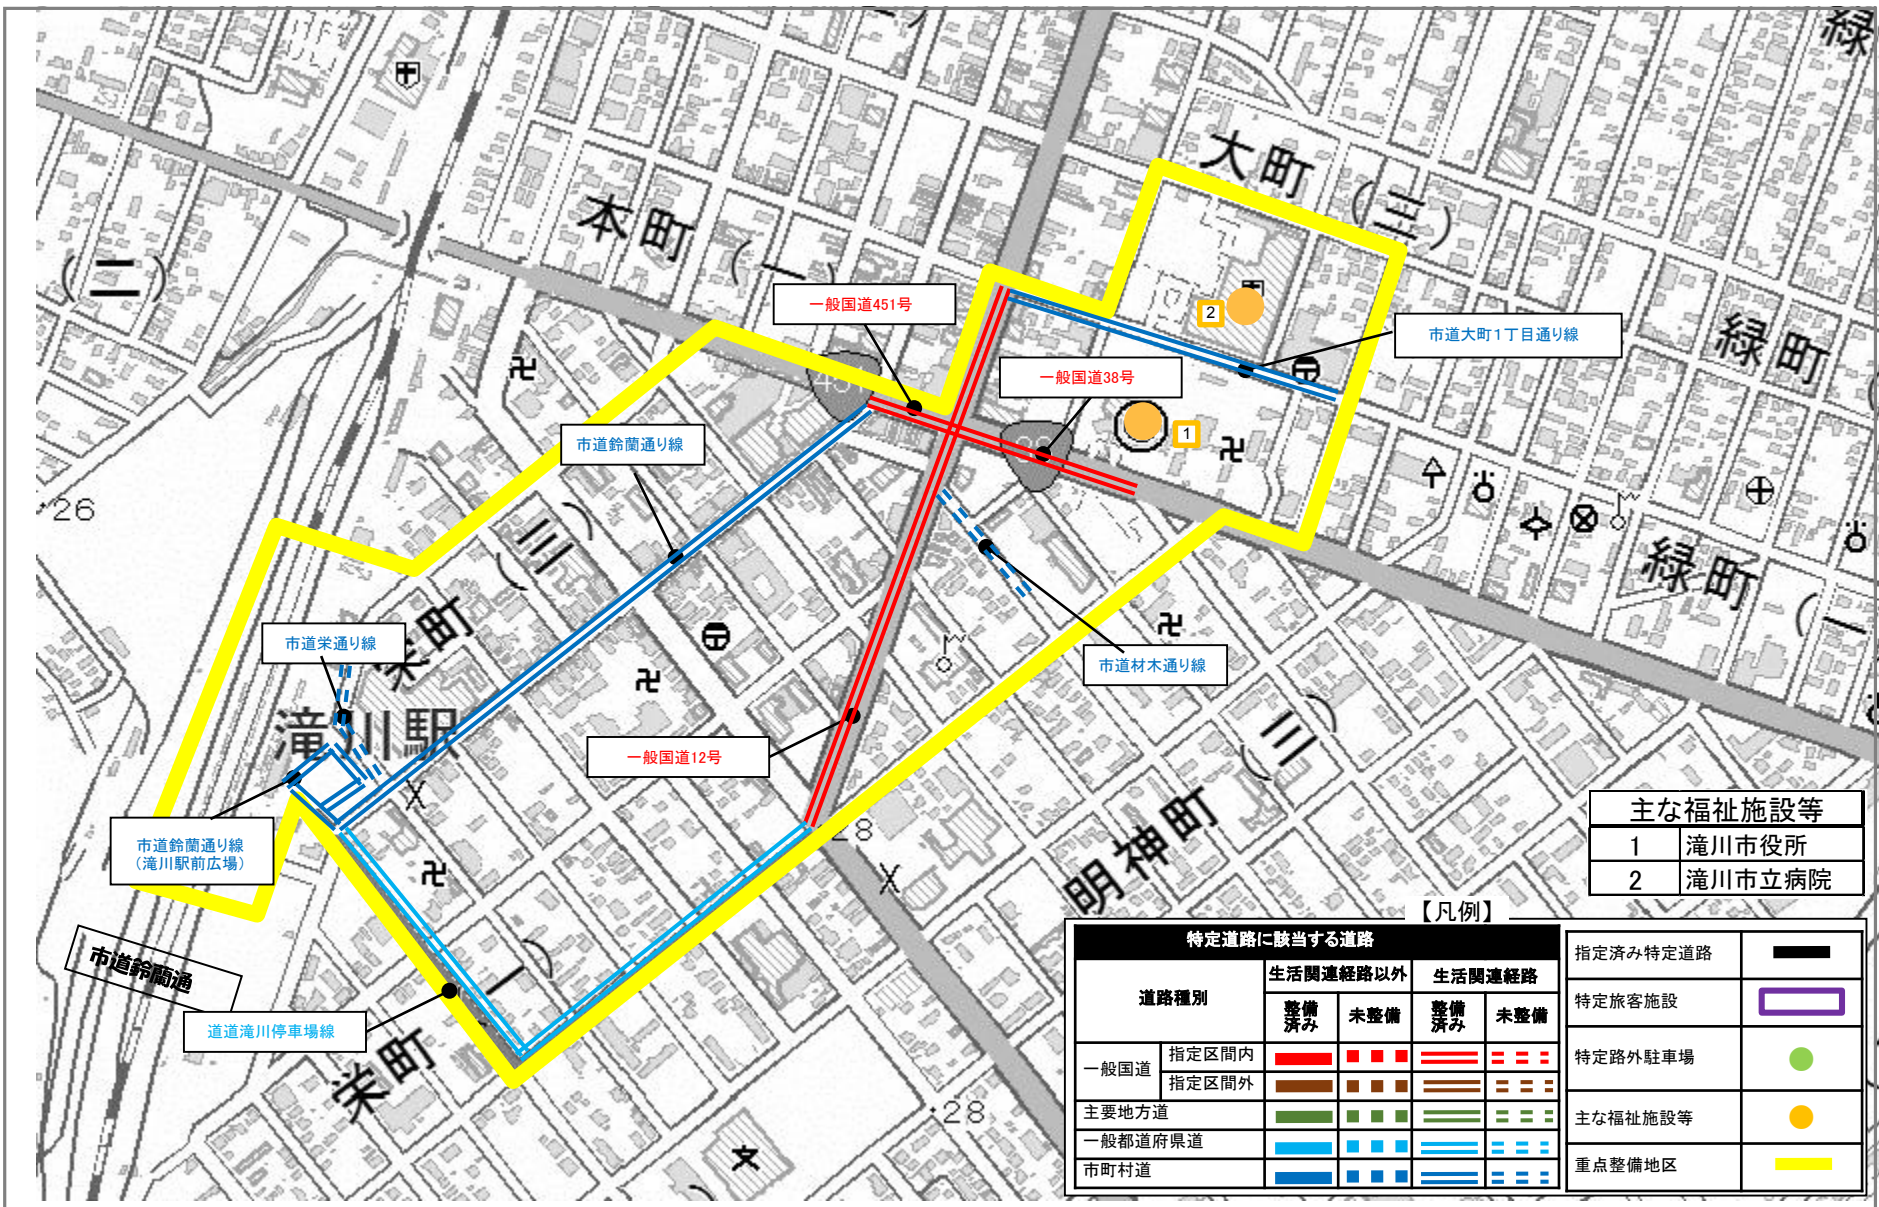 緑
大町(三)
本町(一)
(二)
一般国道451号
2
市道大町1丁目通り線
緑町
一般国道38号
市道鈴蘭通り線
1
26
栄町(三)
緑町(一
市道栄通り線
市道材木通り線
滝川駅
一般国道12号
(三)
28
明神町
市道鈴蘭通り線
(滝川駅前広場)
市道鈴蘭通
道道滝川停車場線
栄町(一)
28
主な福祉施設等
1 滝川市役所
2 滝川市立病院
【凡例】
特定道路に該当する道路
道路種別
生活関連経路以外 生活関連経路
整備済み 未整備 整備済み 未整備
一般国道 指定区間内
指定区間外
主要地方道
一般都道府県道
市町村道
指定済み特定道路
特定旅客施設
特定路外駐車場
主な福祉施設等
重点整備地区